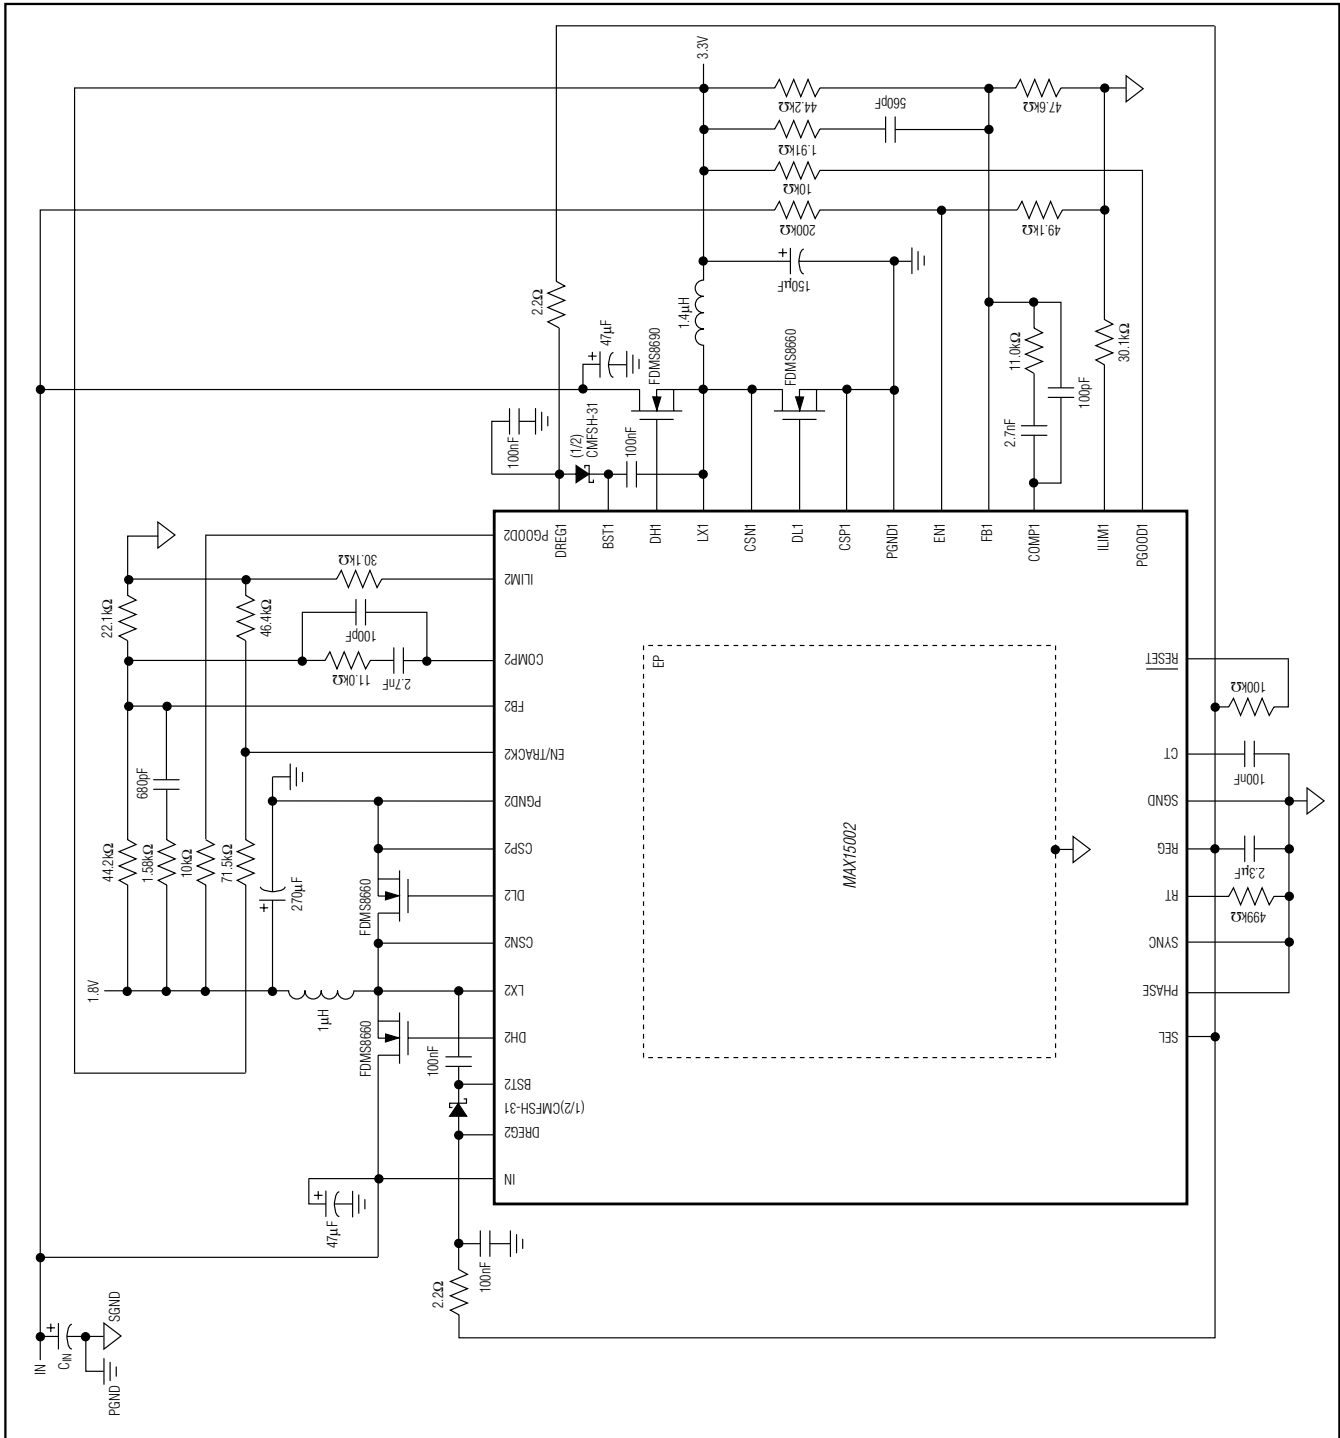 3.3V
44.2kΩ
47.6kΩ
560pF
1.91kΩ
10kΩ
200kΩ
49.1kΩ
150µF
+
2.2Ω
47µF
+
1.4µH
FDMS8690
FDMS8660
11.0kΩ
100pF
2.7nF
30.1kΩ
100nF
(1/2)
CMFSH-31
100nF
DREG1
BST1
DH1
LX1
CSN1
DL1
CSP1
PGND1
EN1
FB1
COMP1
ILIM1
PGOOD1
PGOOD2
ILIM2
COMP2
FB2
EN/TRACK2
PGND2
CSP2
DL2
CSN2
LX2
DH2
BST2
(1/2)CMFSH-31
DREG2
IN
30.1kΩ
22.1kΩ
46.4kΩ
100pF
11.0kΩ
2.7nF
680pF
44.2kΩ
1.58kΩ
10kΩ
71.5kΩ
270µF
+
FDMS8660
1.8V
1µH
FDMS8660
100nF
47µF
+
2.2Ω
100nF
EP
MAX15002
RESET
CT
SGND
REG
RT
SYNC
PHASE
SEL
100kΩ
100nF
2.3µF
499kΩ
IN
+
CIN
SGND
PGND